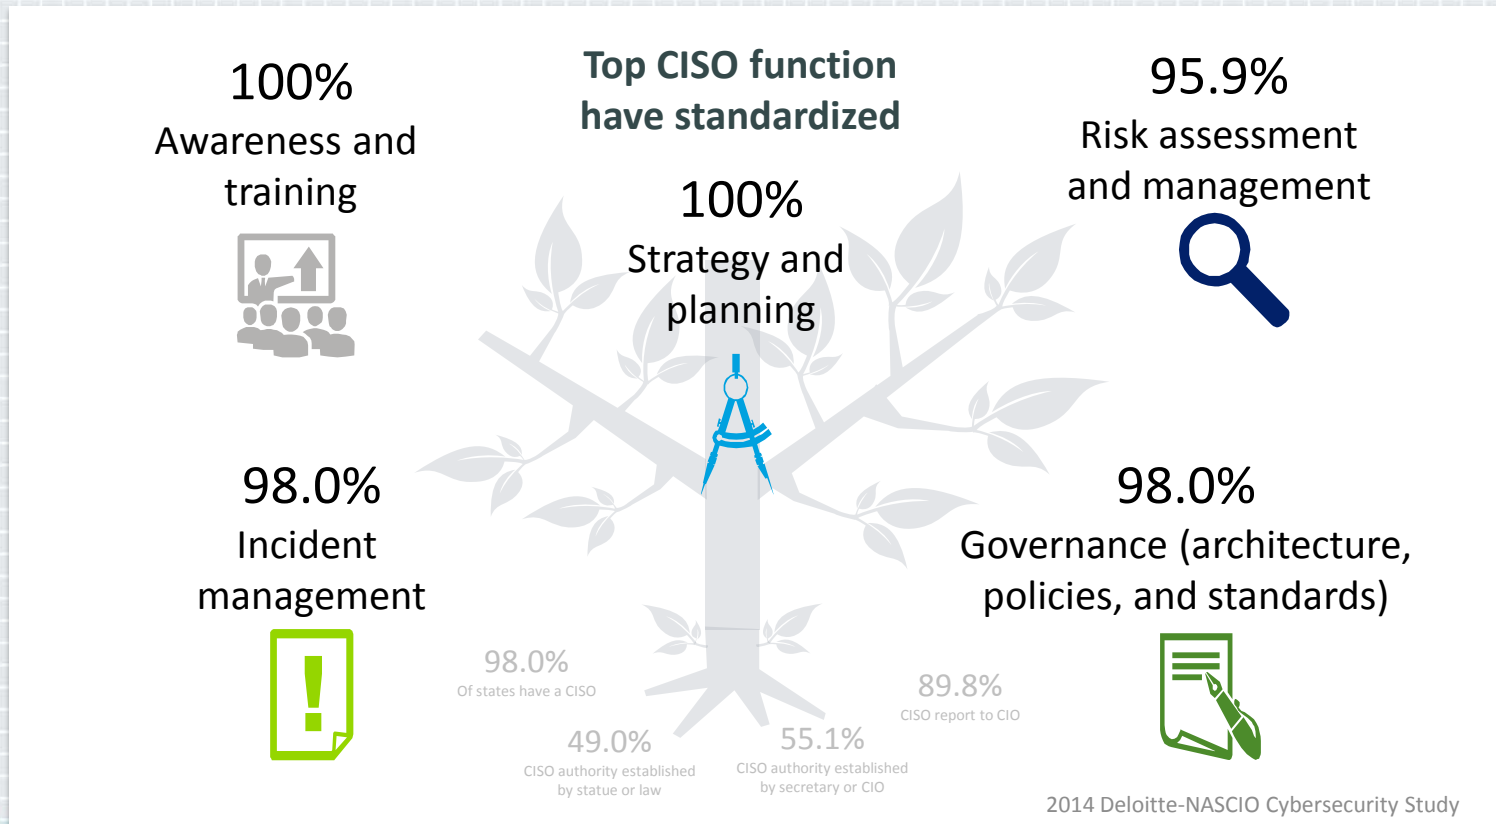 Top CISO function
have standardized
100%
Awareness and
training
100%
Strategy and
planning
95.9%
Risk assessment
and management
98.0%
Incident
management
98.0%
Governance (architecture,
policies, and standards)
98.0%
Of states have a CISO
49.0%
CISO authority established
by statue or law
55.1%
CISO authority established
by secretary or CIO
89.8%
CISO report to CIO
2014 Deloitte-NASCIO Cybersecurity Study